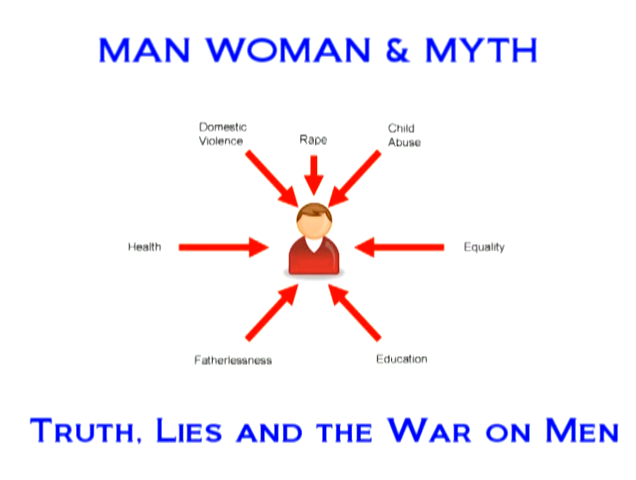 MAN WOMAN & MYTH
Domestic
Violence
Rape
Child
Abuse
Health
Equality
Fatherlessness
Education
TRUTH, LIES AND THE WAR ON MEN